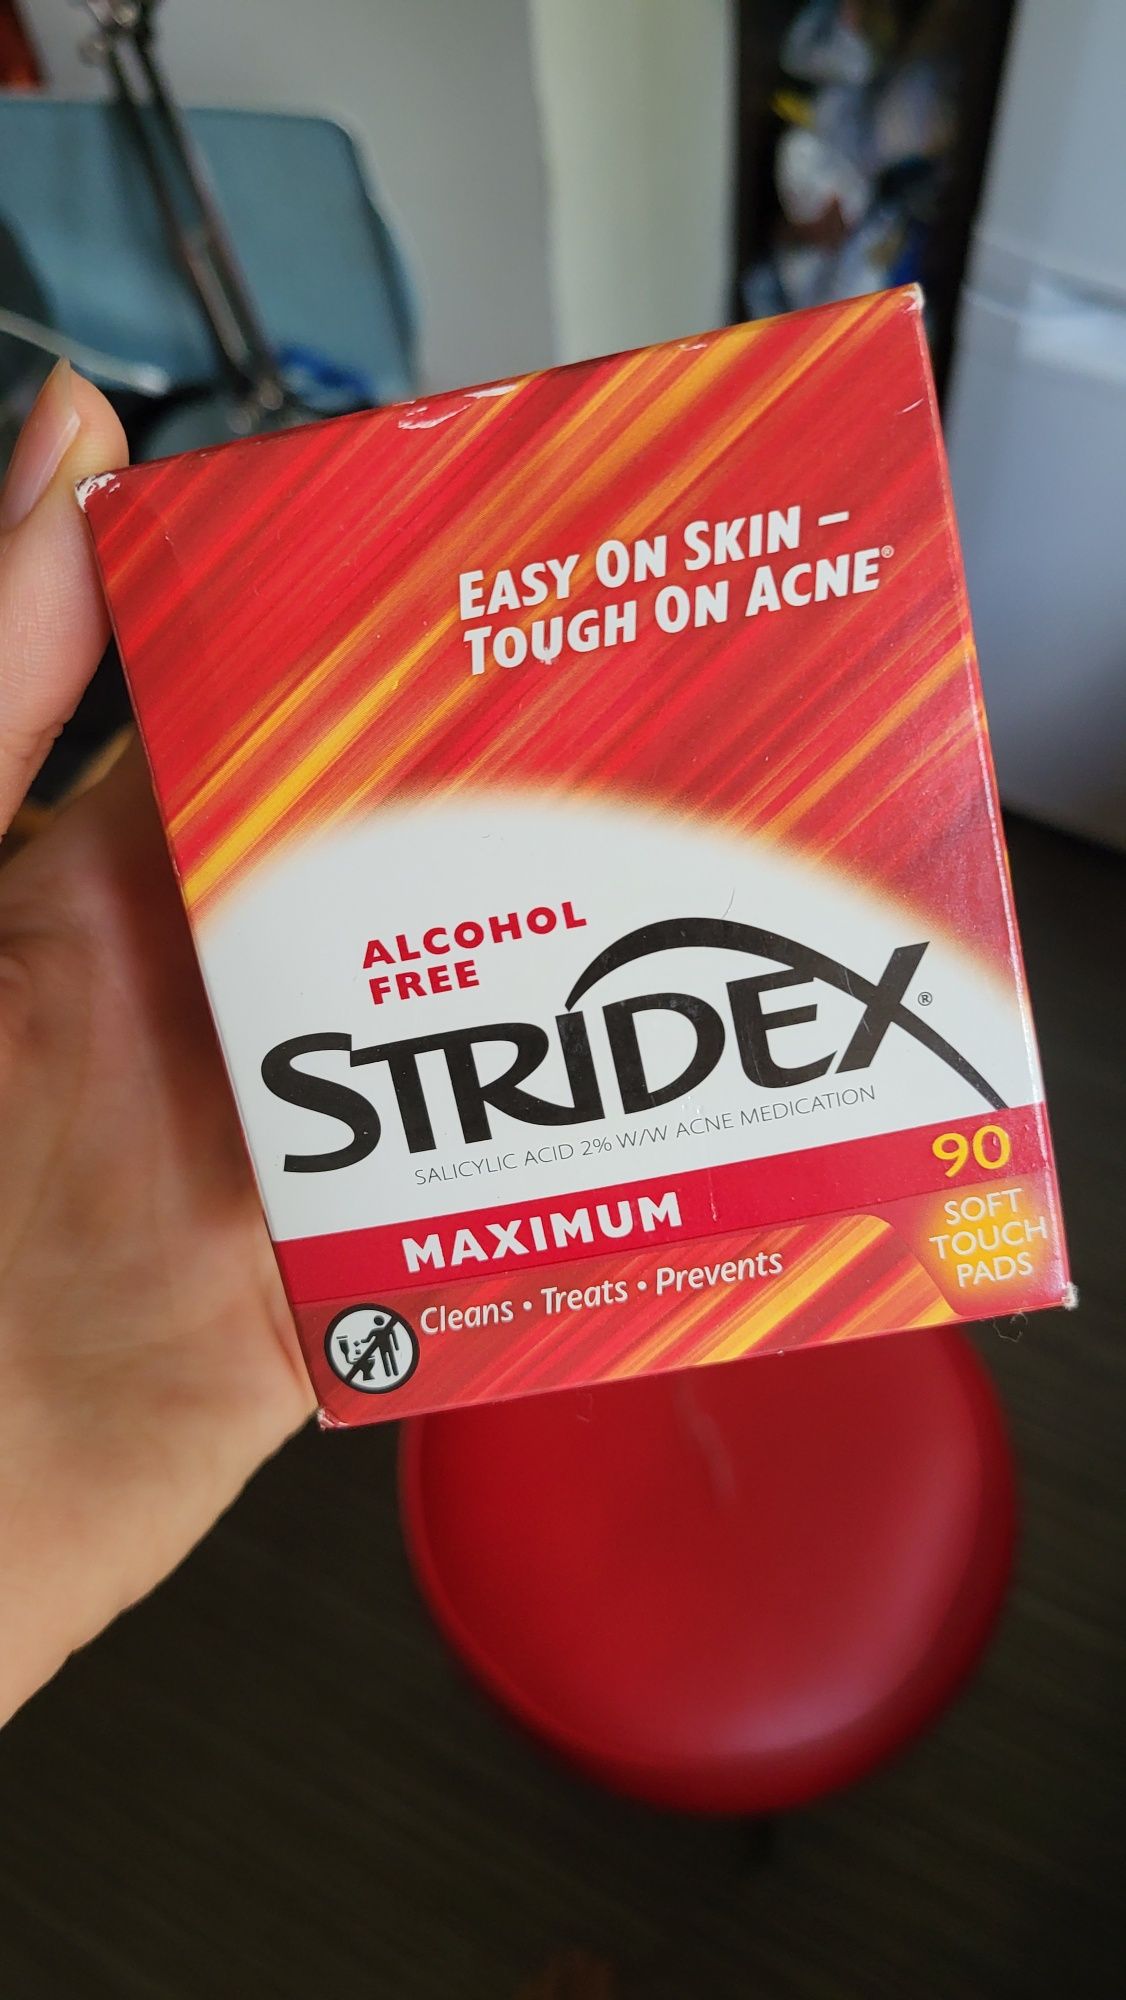 EASY ON SKIN –
TOUGH ON ACNE®
ALCOHOL
FREE
STRIDEX®
SALICYLIC ACID 2% W/W ACNE MEDICATION
MAXIMUM
90
SOFT
TOUCH
PADS
Cleans • Treats • Prevents